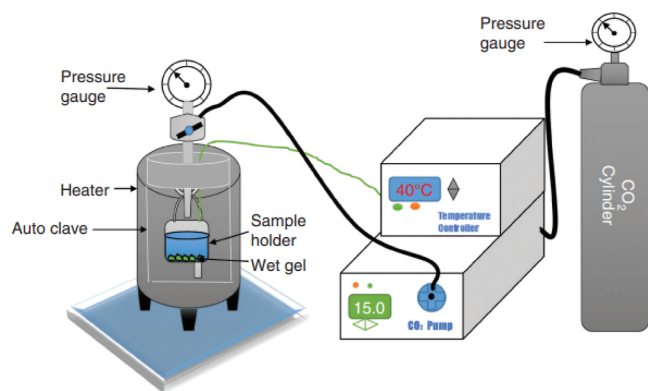 Pressure
gauge
Pressure
gauge
Heater
Auto clave
Sample
holder
Wet gel
40°C
Temperature
Controller
15.0
CO₂ Pump
CO₂
Cylinder